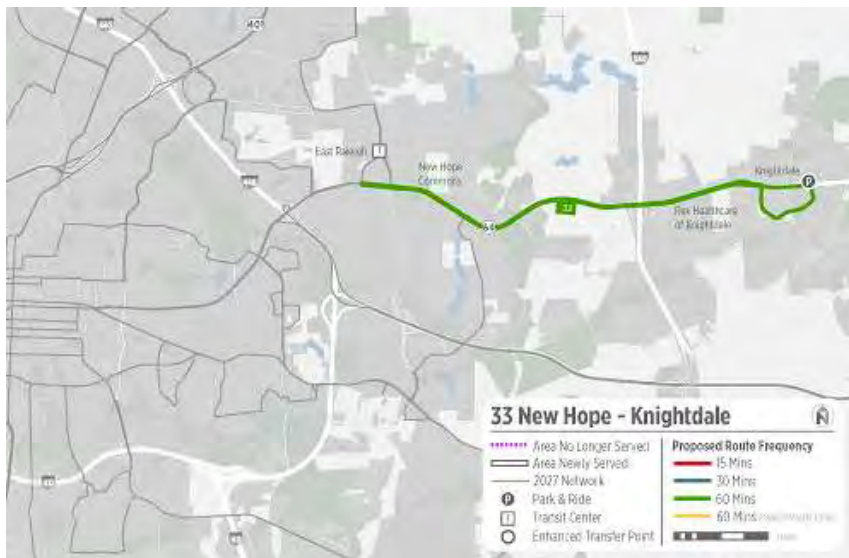 401
East Raleigh
T
New Hope
Commons
Knightdale
P
33
64
Rex Healthcare
of Knightdale
33 New Hope - Knightdale
N
Area No Longer Served
Area Newly Served
2027 Network
P Park & Ride
T Transit Center
Enhanced Transfer Point
Proposed Route Frequency
15 Mins
30 Mins
60 Mins
60 Mins